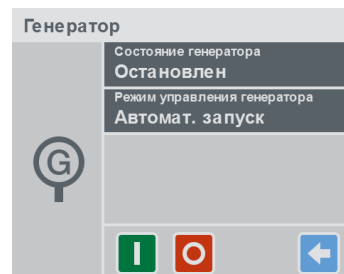 Генератор
Состояние генератора
Остановлен
Режим управления генератора
Автомат. запуск
G